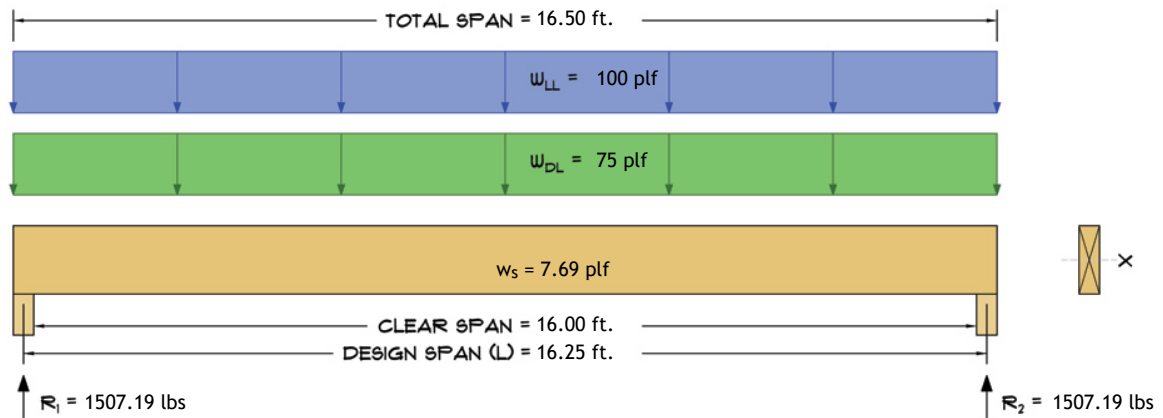 TOTAL SPAN = 16.50 ft.
WLL = 100 plf
WDL = 75 plf
ws = 7.69 plf
X
CLEAR SPAN = 16.00 ft.
DESIGN SPAN (L) = 16.25 ft.
R1 = 1507.19 lbs
R2 = 1507.19 lbs